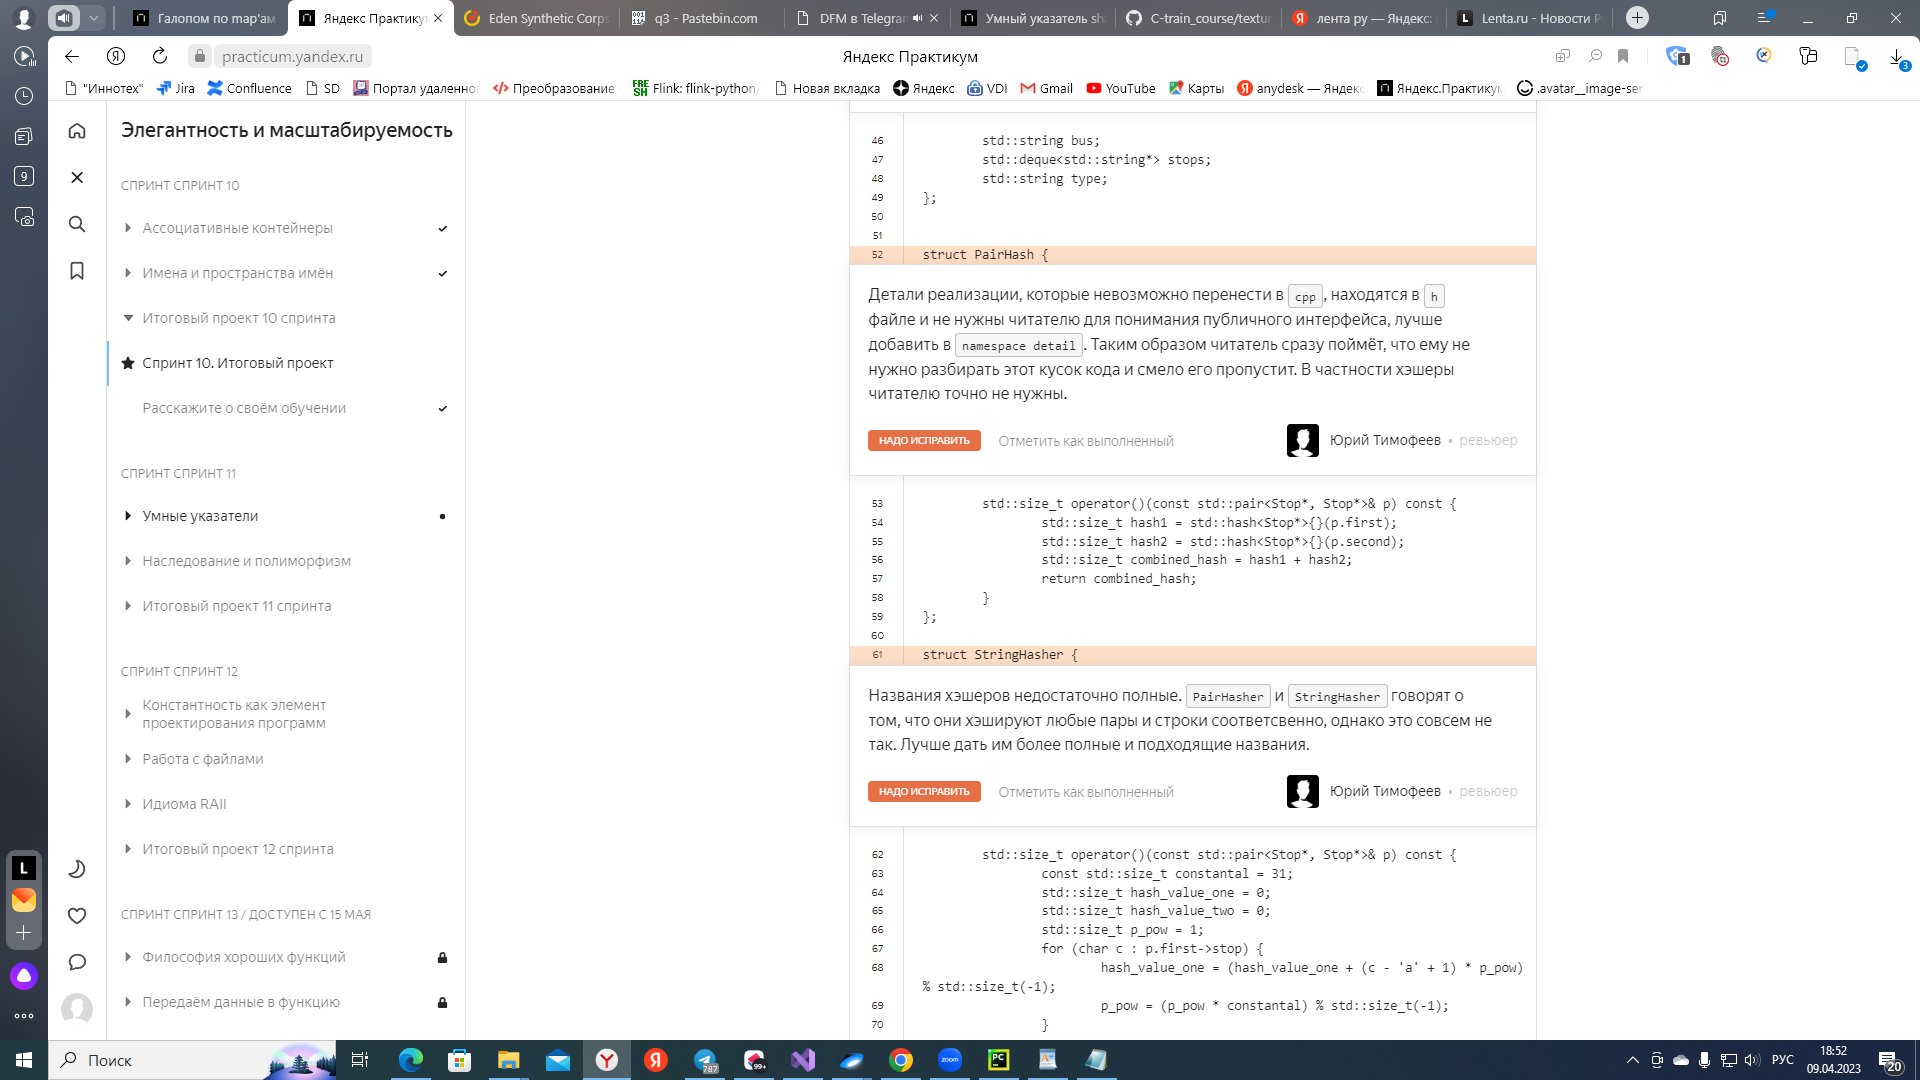 Галопом по map'ам
Яндекс Практикум
Eden Synthetic Corps
q3 - Pastebin.com
DFM в Telegran
Умный указатель sha
C-train_course/textur
лента ру — Яндекс:
Lenta.ru - Новости Р
practicum.yandex.ru
Яндекс Практикум
1
3
"Иннотех"
Jira
Confluence
SD
Портал удаленног
Преобразование
Flink: flink-python/
Новая вкладка
Яндекс
VDI
Gmail
YouTube
Карты
anydesk — Яндекс
Яндекс.Практикум
.avatar__image-ser
9
Элегантность и масштабируемость
СПРИНТ СПРИНТ 10
Ассоциативные контейнеры
Имена и пространства имён
Итоговый проект 10 спринта
Спринт 10. Итоговый проект
Расскажите о своём обучении
СПРИНТ СПРИНТ 11
Умные указатели
Наследование и полиморфизм
Итоговый проект 11 спринта
СПРИНТ СПРИНТ 12
Константность как элемент
проектирования программ
Работа с файлами
Идиома RAII
Итоговый проект 12 спринта
СПРИНТ СПРИНТ 13 / ДОСТУПЕН С 15 МАЯ
Философия хороших функций
Передаём данные в функцию
46 std::string bus;
47 std::deque<std::string*> stops;
48 std::string type;
49 };
50
51
52 struct PairHash {
Детали реализации, которые невозможно перенести в cpp, находятся в h
файле и не нужны читателю для понимания публичного интерфейса, лучше
добавить в namespace detail. Таким образом читатель сразу поймёт, что ему не
нужно разбирать этот кусок кода и смело его пропустит. В частности хэшеры
читателю точно не нужны.
НАДО ИСПРАВИТЬ Отметить как выполненный Юрий Тимофеев • ревьюер
53 std::size_t operator()(const std::pair<Stop*, Stop*>& p) const {
54 std::size_t hash1 = std::hash<Stop*>{}(p.first);
55 std::size_t hash2 = std::hash<Stop*>{}(p.second);
56 std::size_t combined_hash = hash1 + hash2;
57 return combined_hash;
58 }
59 };
60
61 struct StringHasher {
Названия хэшеров недостаточно полные. PairHasher и StringHasher говорят о
том, что они хэшируют любые пары и строки соответсвенно, однако это совсем не
так. Лучше дать им более полные и подходящие названия.
НАДО ИСПРАВИТЬ Отметить как выполненный Юрий Тимофеев • ревьюер
62 std::size_t operator()(const std::pair<Stop*, Stop*>& p) const {
63 const std::size_t constantal = 31;
64 std::size_t hash_value_one = 0;
65 std::size_t hash_value_two = 0;
66 std::size_t p_pow = 1;
67 for (char c : p.first->stop) {
68 hash_value_one = (hash_value_one + (c - 'a' + 1) * p_pow)
% std::size_t(-1);
69 p_pow = (p_pow * constantal) % std::size_t(-1);
70 }
L
Поиск
787
99+
zoom
PC
РУС
18:52
09.04.2023
20